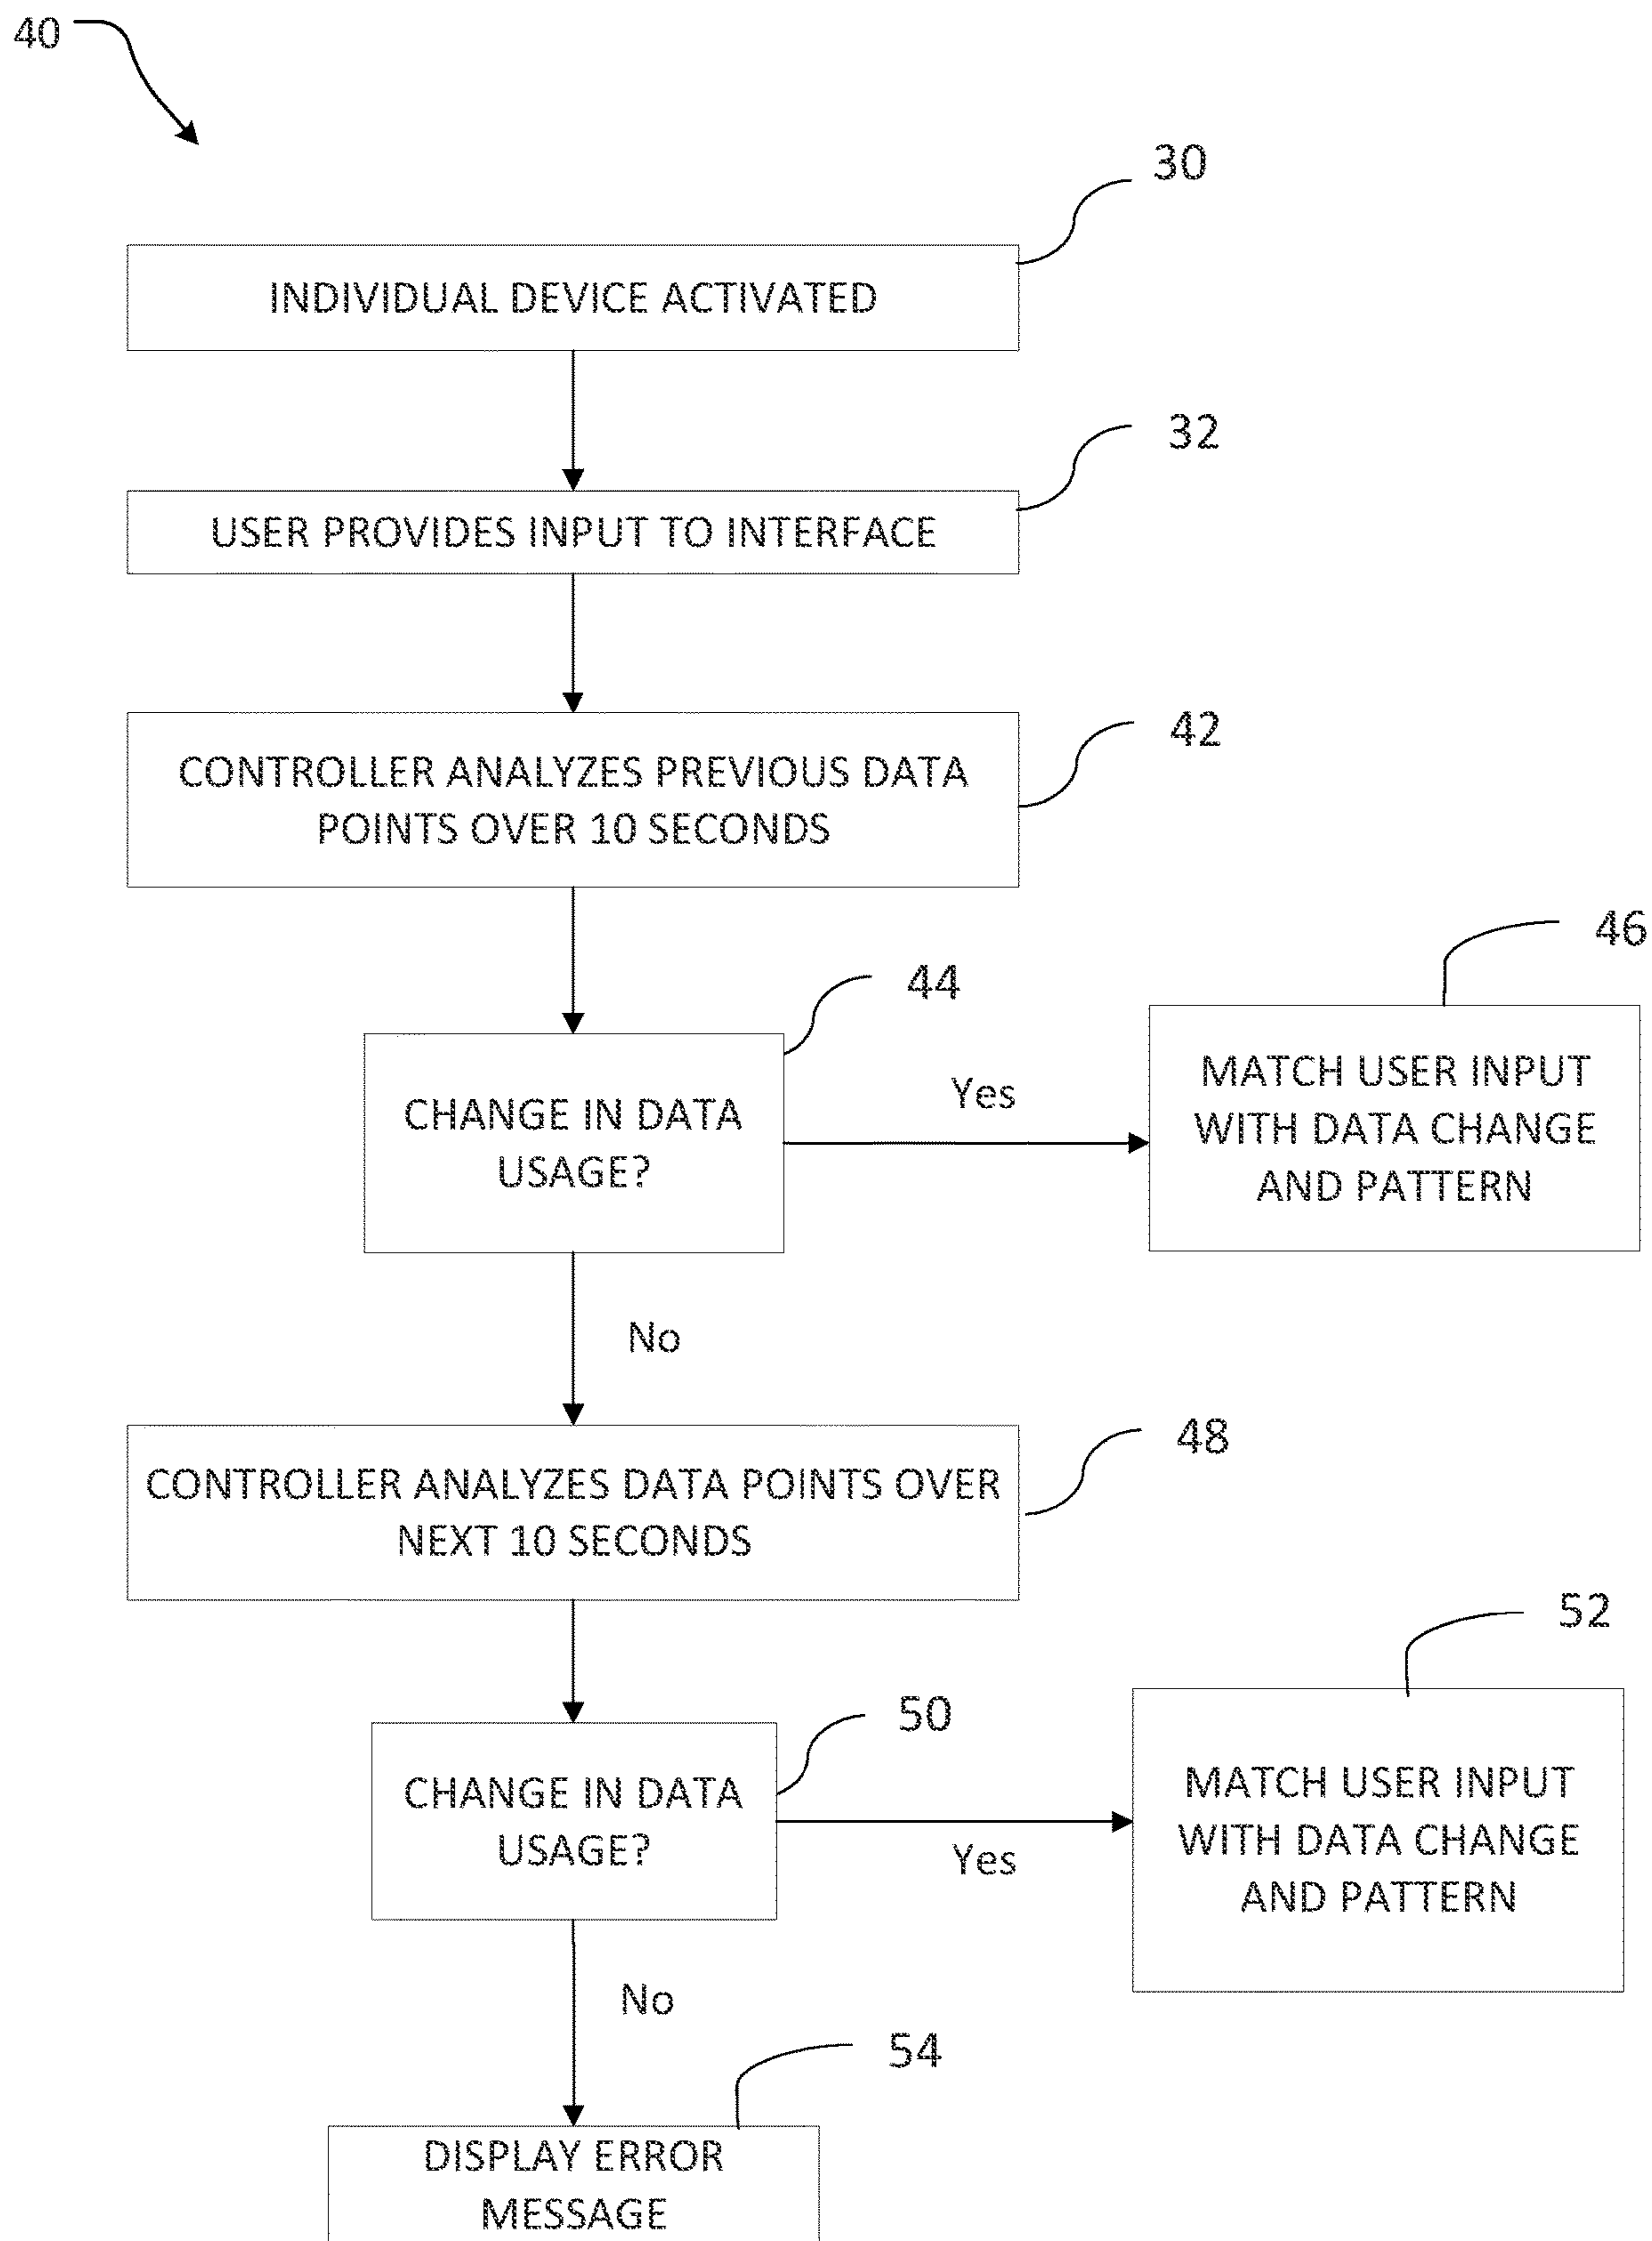 40
30
INDIVIDUAL DEVICE ACTIVATED
32
USER PROVIDES INPUT TO INTERFACE
42
CONTROLLER ANALYZES PREVIOUS DATA
POINTS OVER 10 SECONDS
44
46
CHANGE IN DATA
USAGE?
Yes
MATCH USER INPUT
WITH DATA CHANGE
AND PATTERN
No
48
CONTROLLER ANALYZES DATA POINTS OVER
NEXT 10 SECONDS
50
52
CHANGE IN DATA
USAGE?
Yes
MATCH USER INPUT
WITH DATA CHANGE
AND PATTERN
No
54
DISPLAY ERROR
MESSAGE